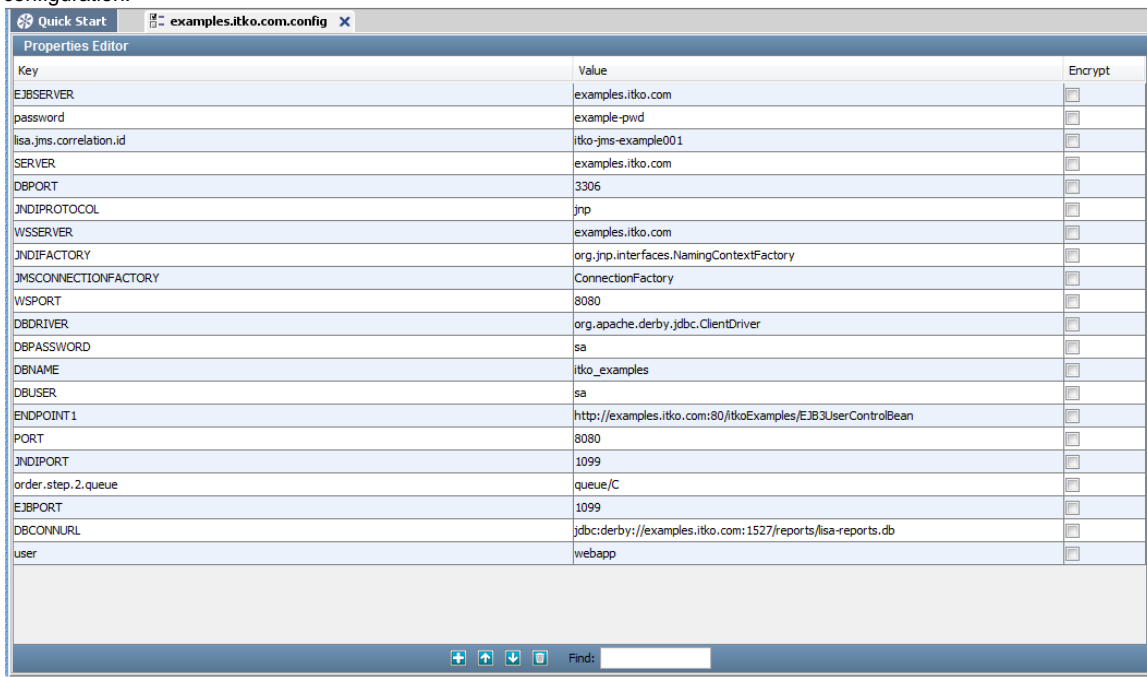 configuration.
Quick Start examples.itko.com.config X
Properties Editor
Key Value Encrypt
EJBSERVER examples.itko.com
password example-pwd
lisa.jms.correlation.id itko-jms-example001
SERVER examples.itko.com
DBPORT 3306
JNDIPROTOCOL jnp
WSSERVER examples.itko.com
JNDIFACTORY org.jnp.interfaces.NamingContextFactory
JMSCONNECTIONFACTORY ConnectionFactory
WSPORT 8080
DBDRIVER org.apache.derby.jdbc.ClientDriver
DBPASSWORD sa
DBNAME itko_examples
DBUSER sa
ENDPOINT1 http://examples.itko.com:80/itkoExamples/EJB3UserControlBean
PORT 8080
JNDIPORT 1099
order.step.2.queue queue/C
EJBPORT 1099
DBCONNURL jdbc:derby://examples.itko.com:1527/reports/lisa-reports.db
user webapp
Find: